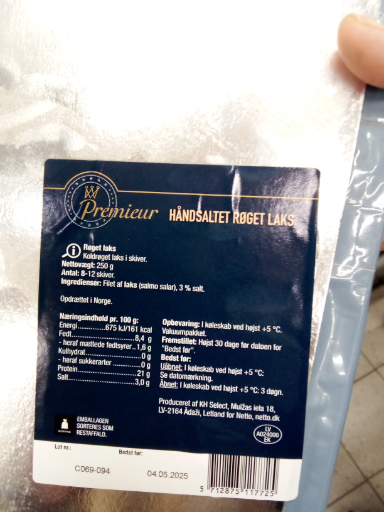 Premieur
HÅNDSALTET RØGET LAKS
Røget laks
Koldrøget laks i skiver.
Nettovægt: 250 g
Antal: 8-12 skiver.
Ingredienser: Filet af laks (salmo salar), 3 % salt.
Opdrættet i Norge.
Næringsindhold pr. 100 g:
Energi 675 kJ/161 kcal
Fedt 8,4 g
- heraf mættede fedtsyrer 1,6 g
Kulhydrat 0 g
- heraf sukkerarter 0 g
Protein 21 g
Salt 3,0 g
Opbevaring: I køleskab ved højst +5 °C.
Vakuumpakket.
Fremstillet: Højst 30 dage før datoen for
"Bedst før".
Bedst før:
Uåbnet: I køleskab ved højst +5 °C:
Se datomærkning.
Åbnet: I køleskab ved højst +5 °C: 3 døgn.
Produceret af KH Select, Muižas iela 18,
LV-2164 Ādaži, Letland for Netto, netto.dk
EMBALLAGEN
SORTERES SOM
RESTAFFALD.
LV
A024000
EK
Lot nr.:
Bedst før:
C069-094
04.05.2025
5 712875 117725